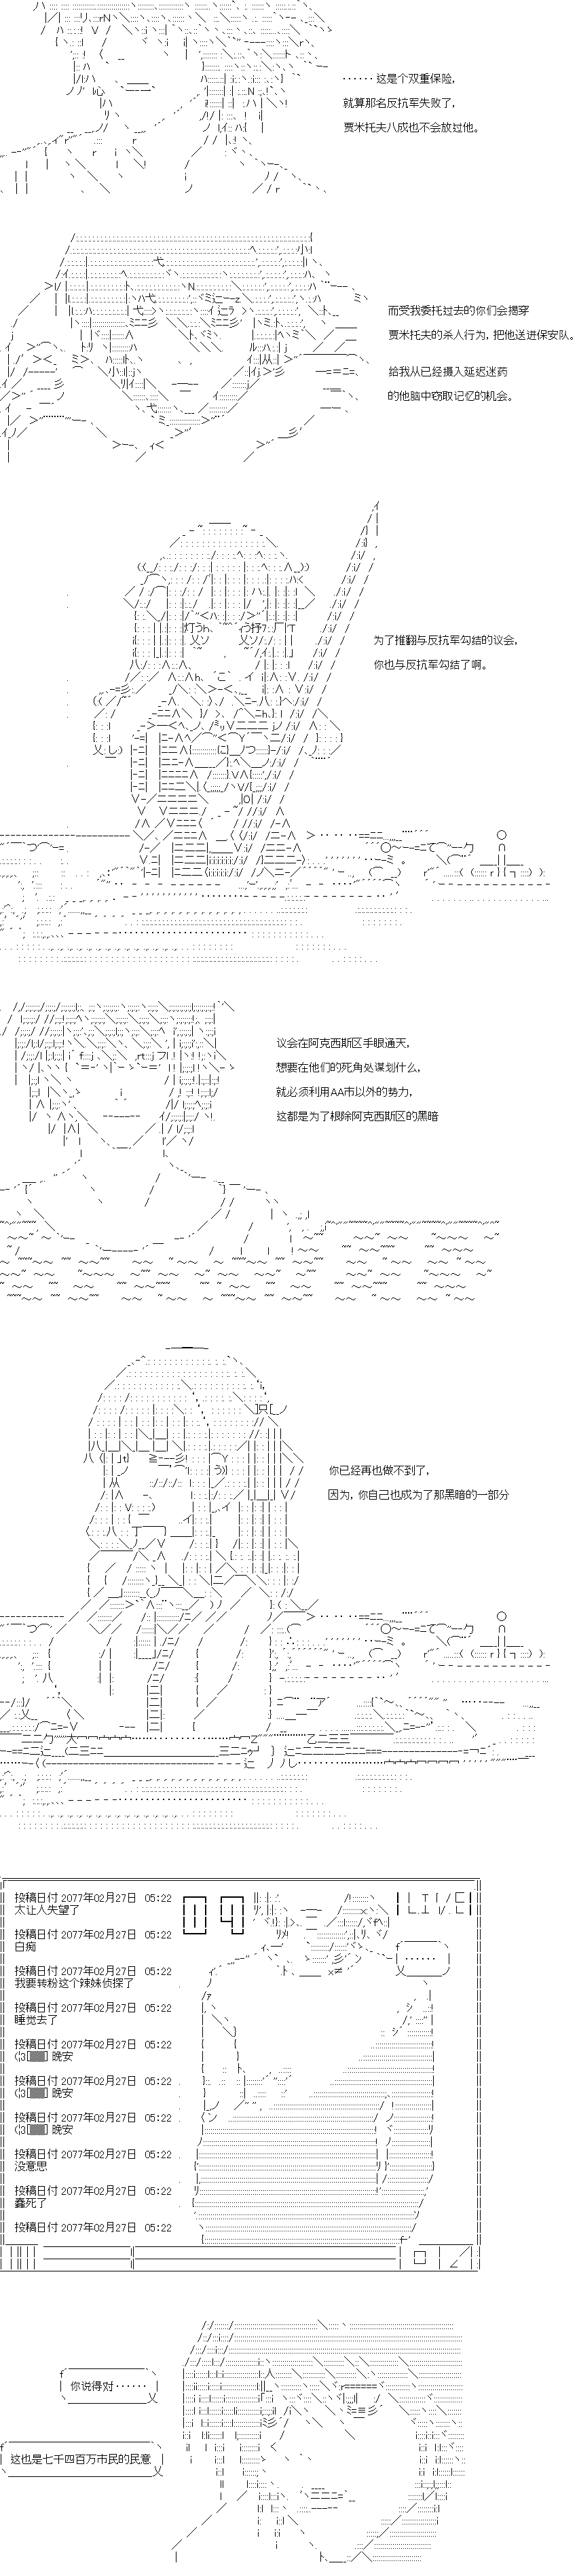 ・・・・・・这是个双重保险，
就算那名反抗军失败了，
贾米托夫八成也不会放过他。
而受我委托过去的你们会揭穿
贾米托夫的杀人行为，把他送进保安队。
给我从已经摄入延迟迷药
的他脑中窃取记忆的机会。
为了推翻与反抗军勾结的议会，
你也与反抗军勾结了啊。
议会在阿克西斯区手眼通天，
想要在他们的死角处谋划什么，
就必须利用AA市以外的势力，
这都是为了根除阿克西斯区的黑暗
你已经再也做不到了，
因为，你自己也成为了那黑暗的一部分
投稿日付 2077年02月27日 05:22
太让人失望了
投稿日付 2077年02月27日 05:22
白痴
・・・・・・
投稿日付 2077年02月27日 05:22
我要转粉这个辣妹侦探了
投稿日付 2077年02月27日 05:22
睡觉去了
投稿日付 2077年02月27日 05:22
(:3[▓▓] 晚安
投稿日付 2077年02月27日 05:22
(:3[▓▓] 晚安
投稿日付 2077年02月27日 05:22
(:3[▓▓] 晚安
投稿日付 2077年02月27日 05:22
没意思
投稿日付 2077年02月27日 05:22
蠢死了
投稿日付 2077年02月27日 05:22
你说得对・・・・・・
这也是七千四百万市民的民意